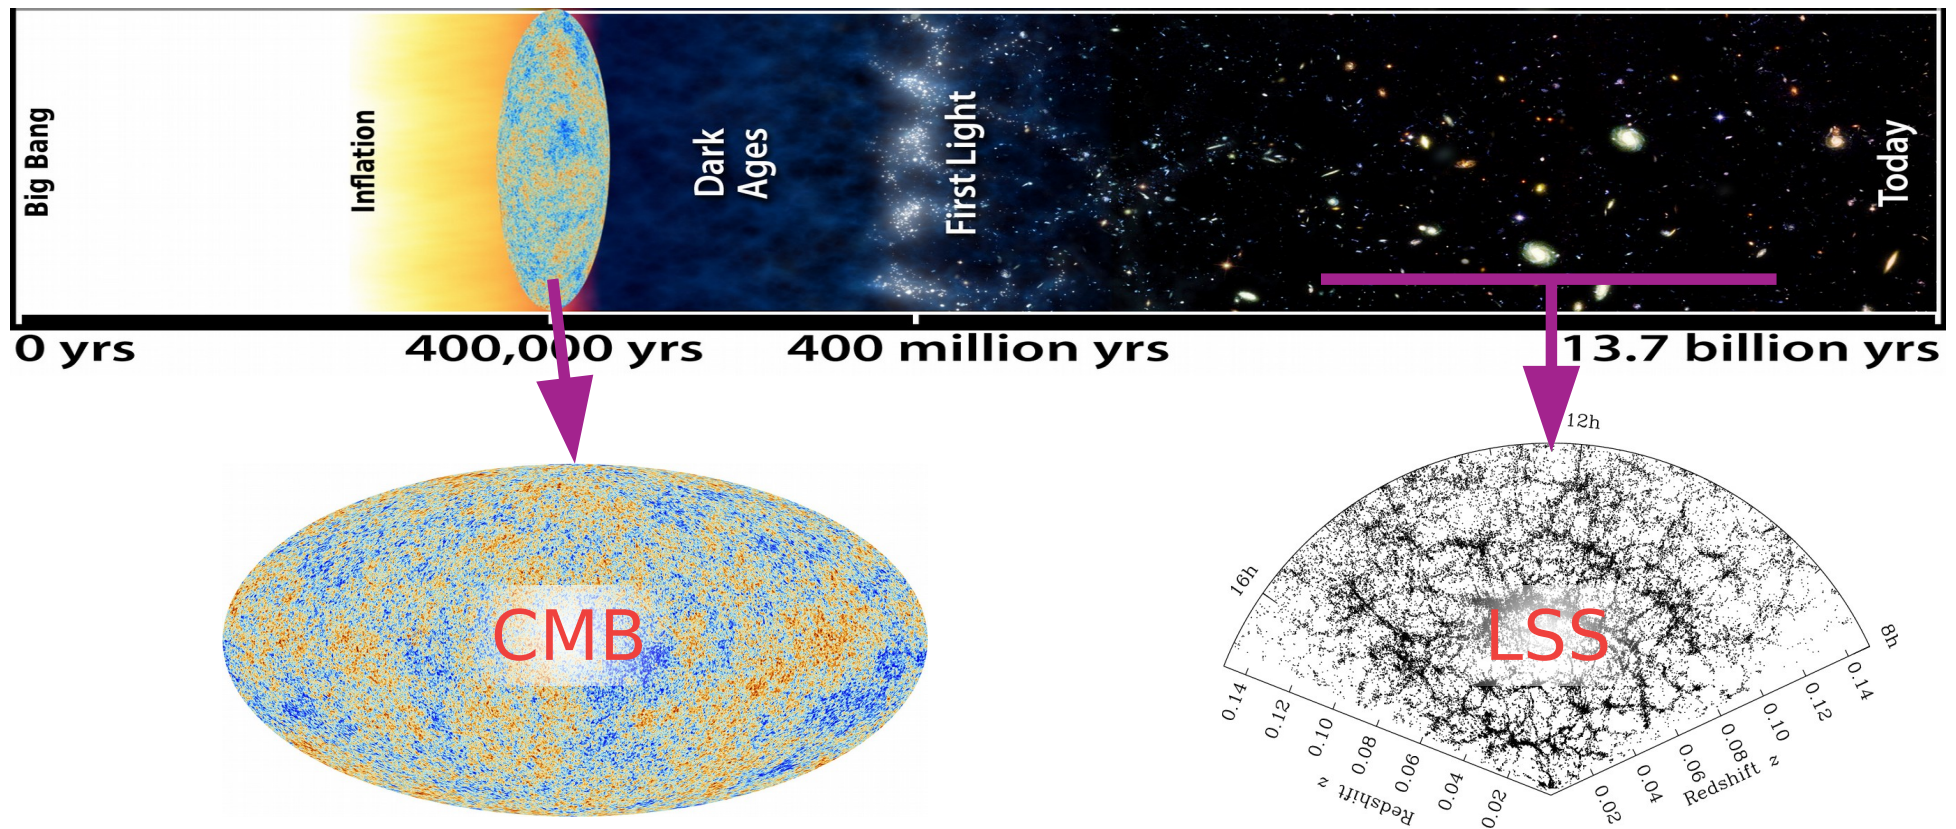 Big Bang
Inflation
Dark
Ages
First Light
Today
0 yrs
400,000 yrs
400 million yrs
13.7 billion yrs
CMB
12h
16h
8h
LSS
0.14
0.12
0.10
0.08
0.06
0.04
0.02
Redshift z
0.02
0.04
0.06
0.08
0.10
0.12
0.14
Redshift z